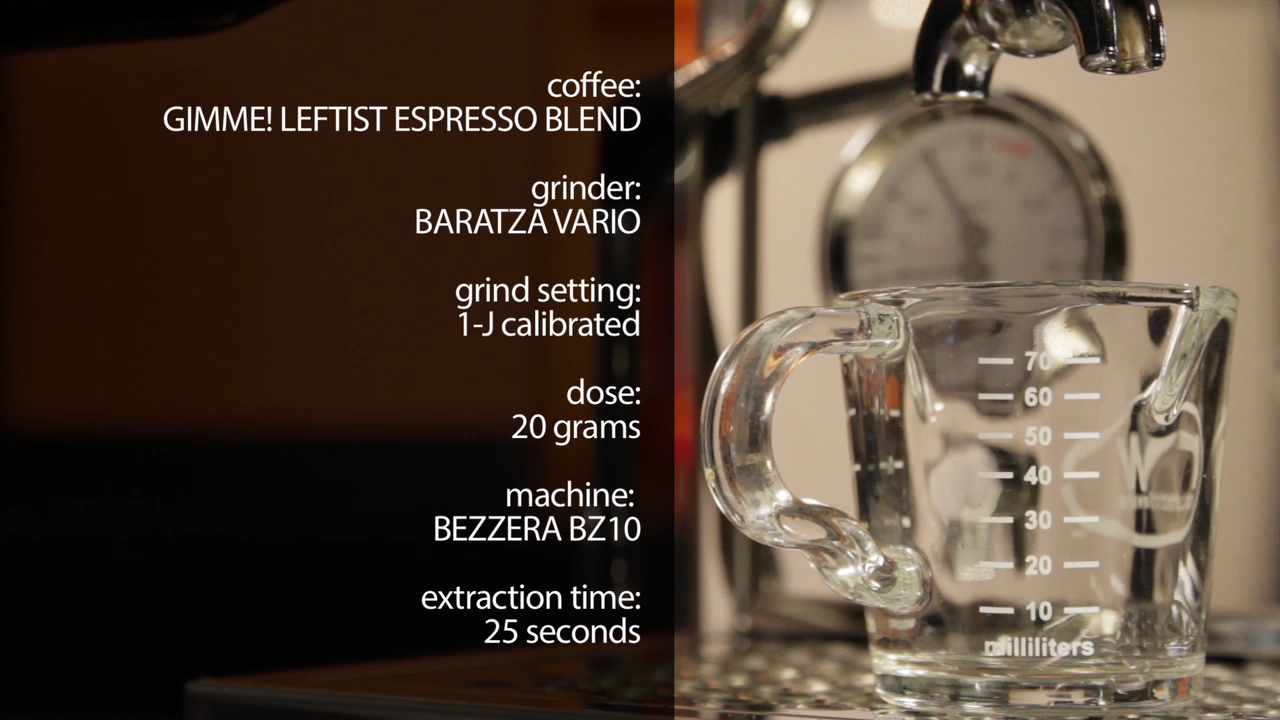 coffee:
GIMME! LEFTIST ESPRESSO BLEND
grinder:
BARATZA VARIO
grind setting:
1-J calibrated
dose:
20 grams
machine:
BEZZERA BZ10
extraction time:
25 seconds
70
60
50
40
30
20
10
milliliters